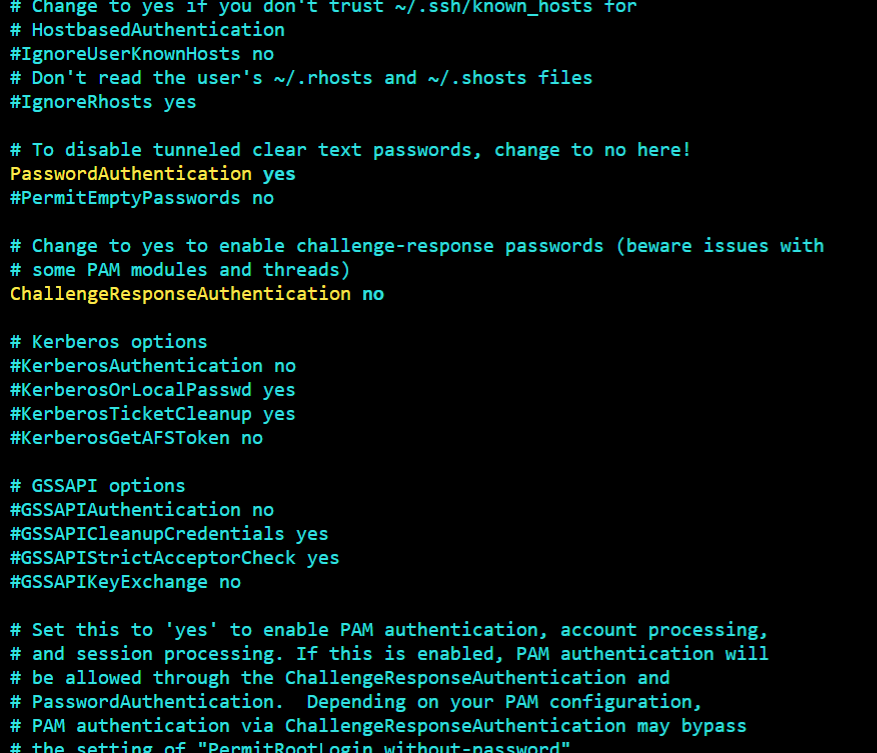 # Change to yes if you don't trust ~/.ssh/known_hosts for
# HostbasedAuthentication
#IgnoreUserKnownHosts no
# Don't read the user's ~/.rhosts and ~/.shosts files
#IgnoreRhosts yes

# To disable tunneled clear text passwords, change to no here!
PasswordAuthentication yes
#PermitEmptyPasswords no

# Change to yes to enable challenge-response passwords (beware issues with
# some PAM modules and threads)
ChallengeResponseAuthentication no

# Kerberos options
#KerberosAuthentication no
#KerberosOrLocalPasswd yes
#KerberosTicketCleanup yes
#KerberosGetAFSToken no

# GSSAPI options
#GSSAPIAuthentication no
#GSSAPICleanupCredentials yes
#GSSAPIStrictAcceptorCheck yes
#GSSAPIKeyExchange no

# Set this to 'yes' to enable PAM authentication, account processing,
# and session processing. If this is enabled, PAM authentication will
# be allowed through the ChallengeResponseAuthentication and
# PasswordAuthentication.  Depending on your PAM configuration,
# PAM authentication via ChallengeResponseAuthentication may bypass
# the setting of "PermitRootLogin without-password"